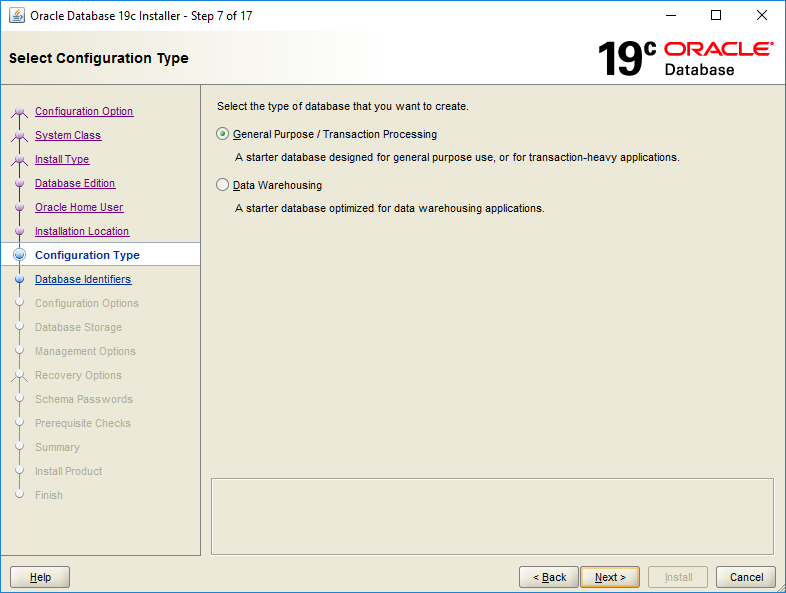 Oracle Database 19c Installer - Step 7 of 17
Select Configuration Type
19c ORACLE
Database
Configuration Option
System Class
Install Type
Database Edition
Oracle Home User
Installation Location
Configuration Type
Database Identifiers
Configuration Options
Database Storage
Management Options
Recovery Options
Schema Passwords
Prerequisite Checks
Summary
Install Product
Finish
Select the type of database that you want to create.
General Purpose / Transaction Processing
A starter database designed for general purpose use, or for transaction-heavy applications.
Data Warehousing
A starter database optimized for data warehousing applications.
Help
< Back
Next >
Install
Cancel